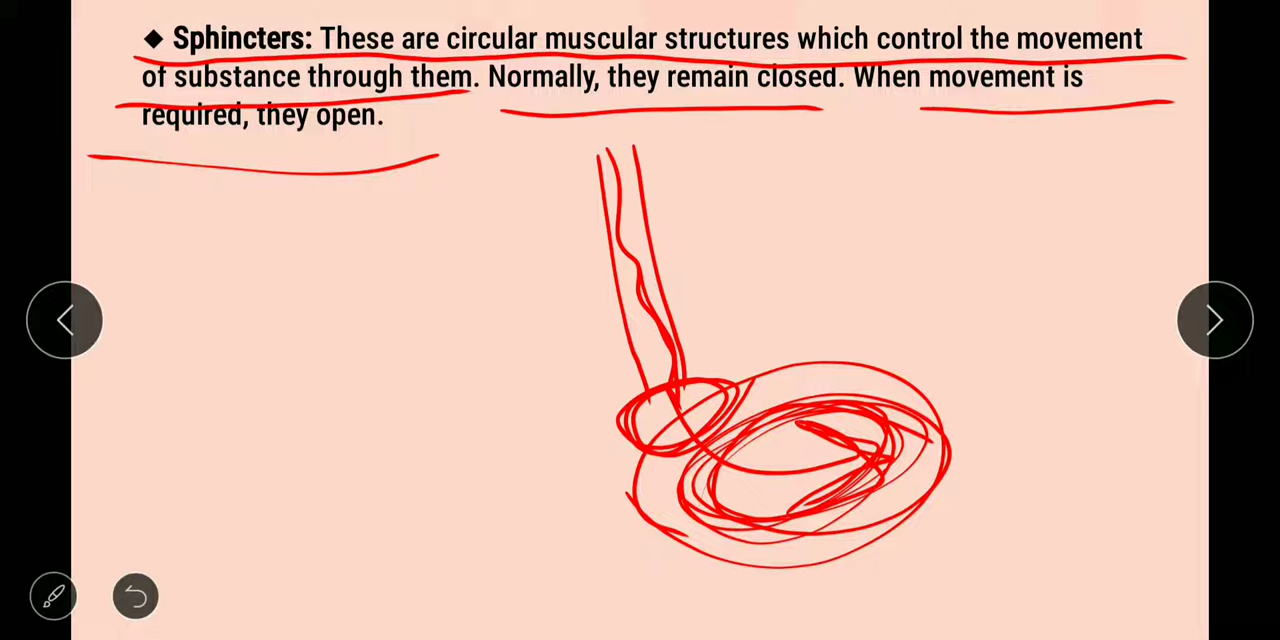 ◆ Sphincters: These are circular muscular structures which control the movement
of substance through them. Normally, they remain closed. When movement is
required, they open.